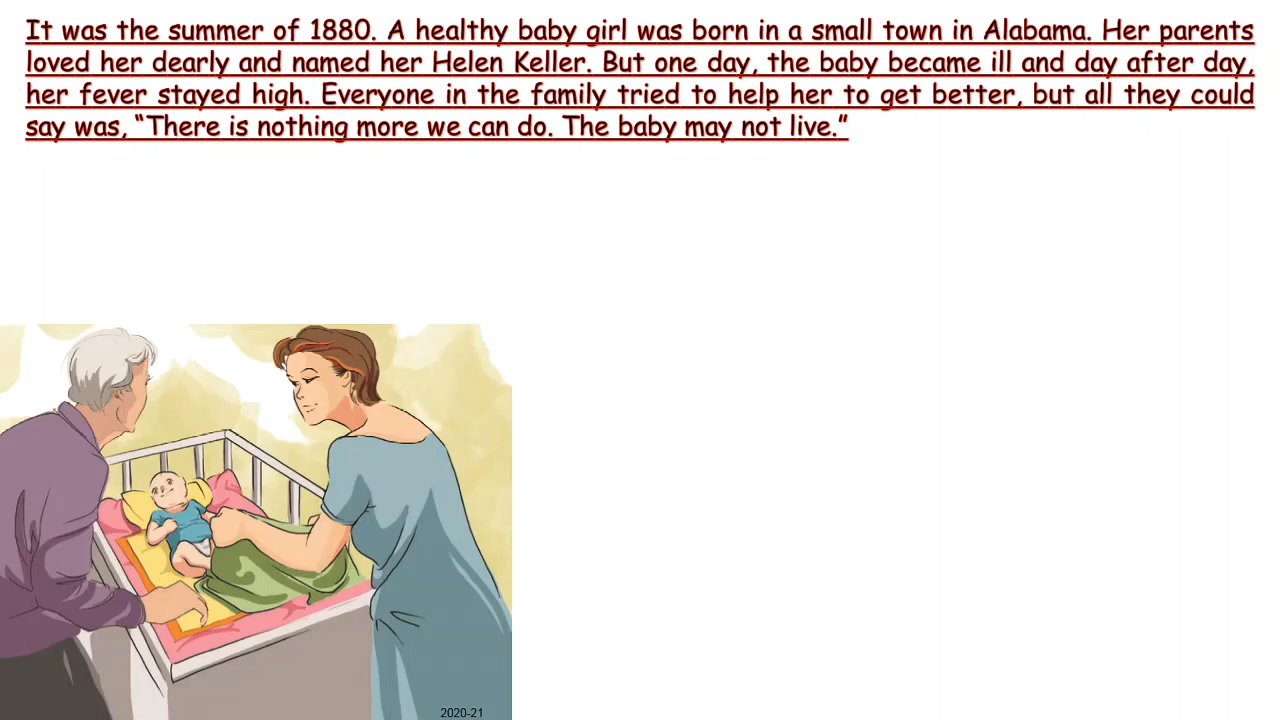 It was the summer of 1880. A healthy baby girl was born in a small town in Alabama. Her parents
loved her dearly and named her Helen Keller. But one day, the baby became ill and day after day,
her fever stayed high. Everyone in the family tried to help her to get better, but all they could
say was, “There is nothing more we can do. The baby may not live.”
2020-21